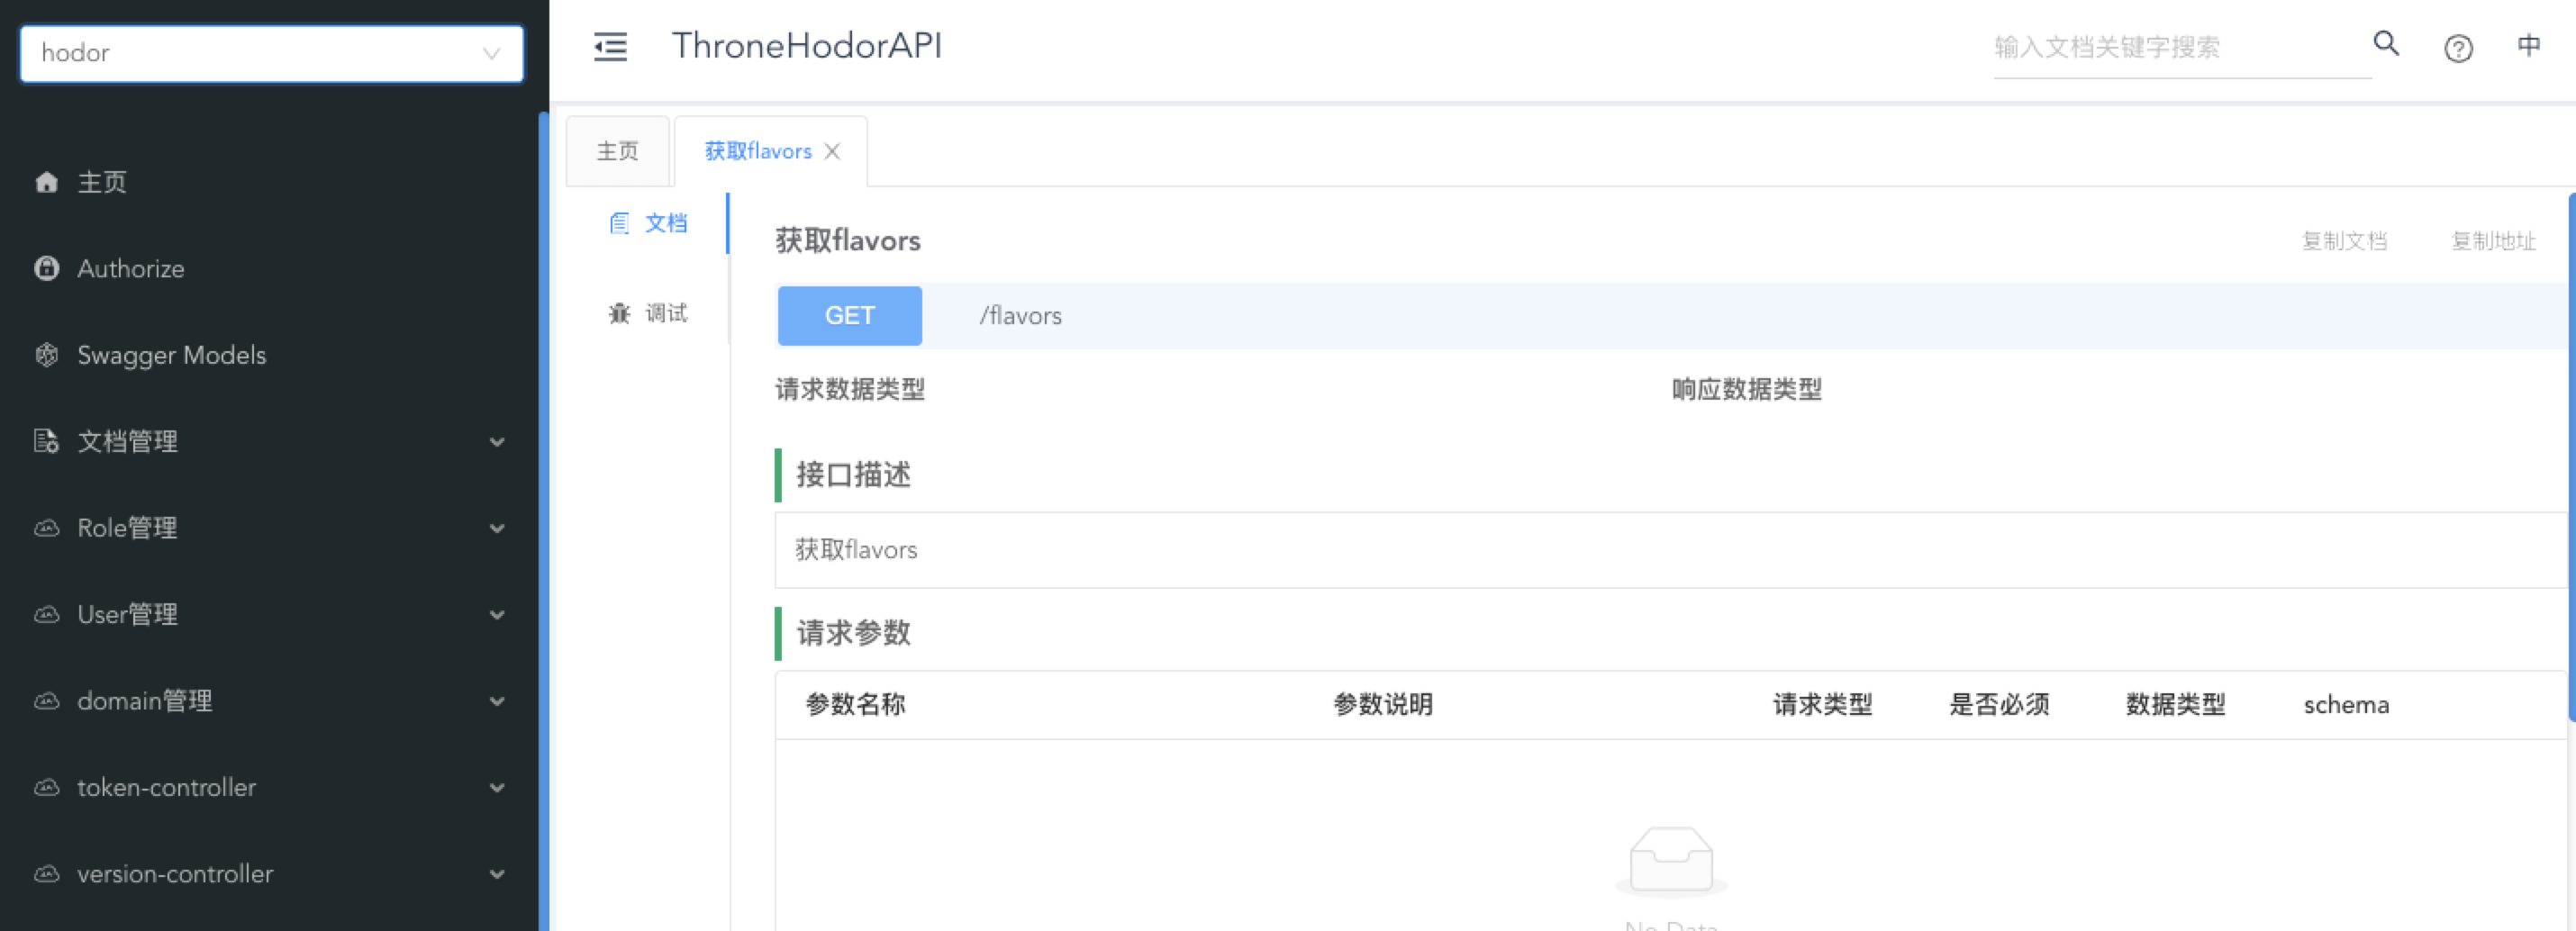 hodor
ThroneHodorAPI
输入文档关键字搜索
中
主页
获取flavors
主页
Authorize
Swagger Models
文档管理
Role管理
User管理
domain管理
token-controller
version-controller
文档
调试
获取flavors
复制文档
复制地址
GET
/flavors
请求数据类型
响应数据类型
接口描述
获取flavors
请求参数
参数名称
参数说明
请求类型
是否必须
数据类型
schema
No Data